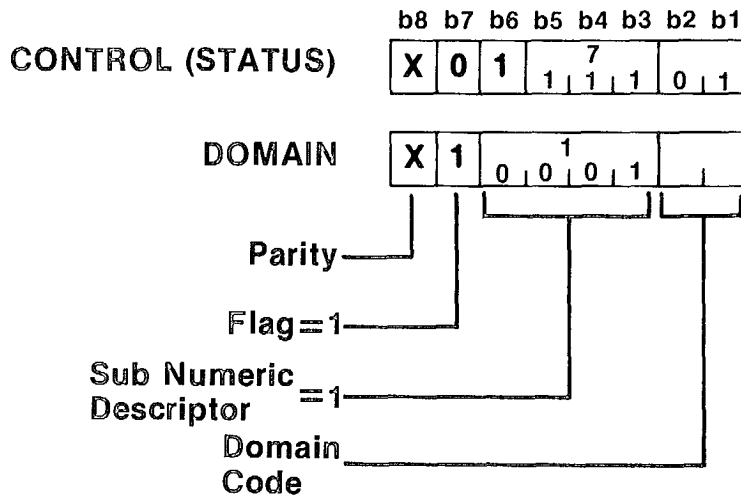 b8 b7 b6 b5 b4 b3 b2 b1
CONTROL (STATUS) X 0 1 7 1 1 1 0 1
DOMAIN X 1 1 0 0 0 1
Parity
Flag=1
Sub Numeric
Descriptor =1
Domain
Code